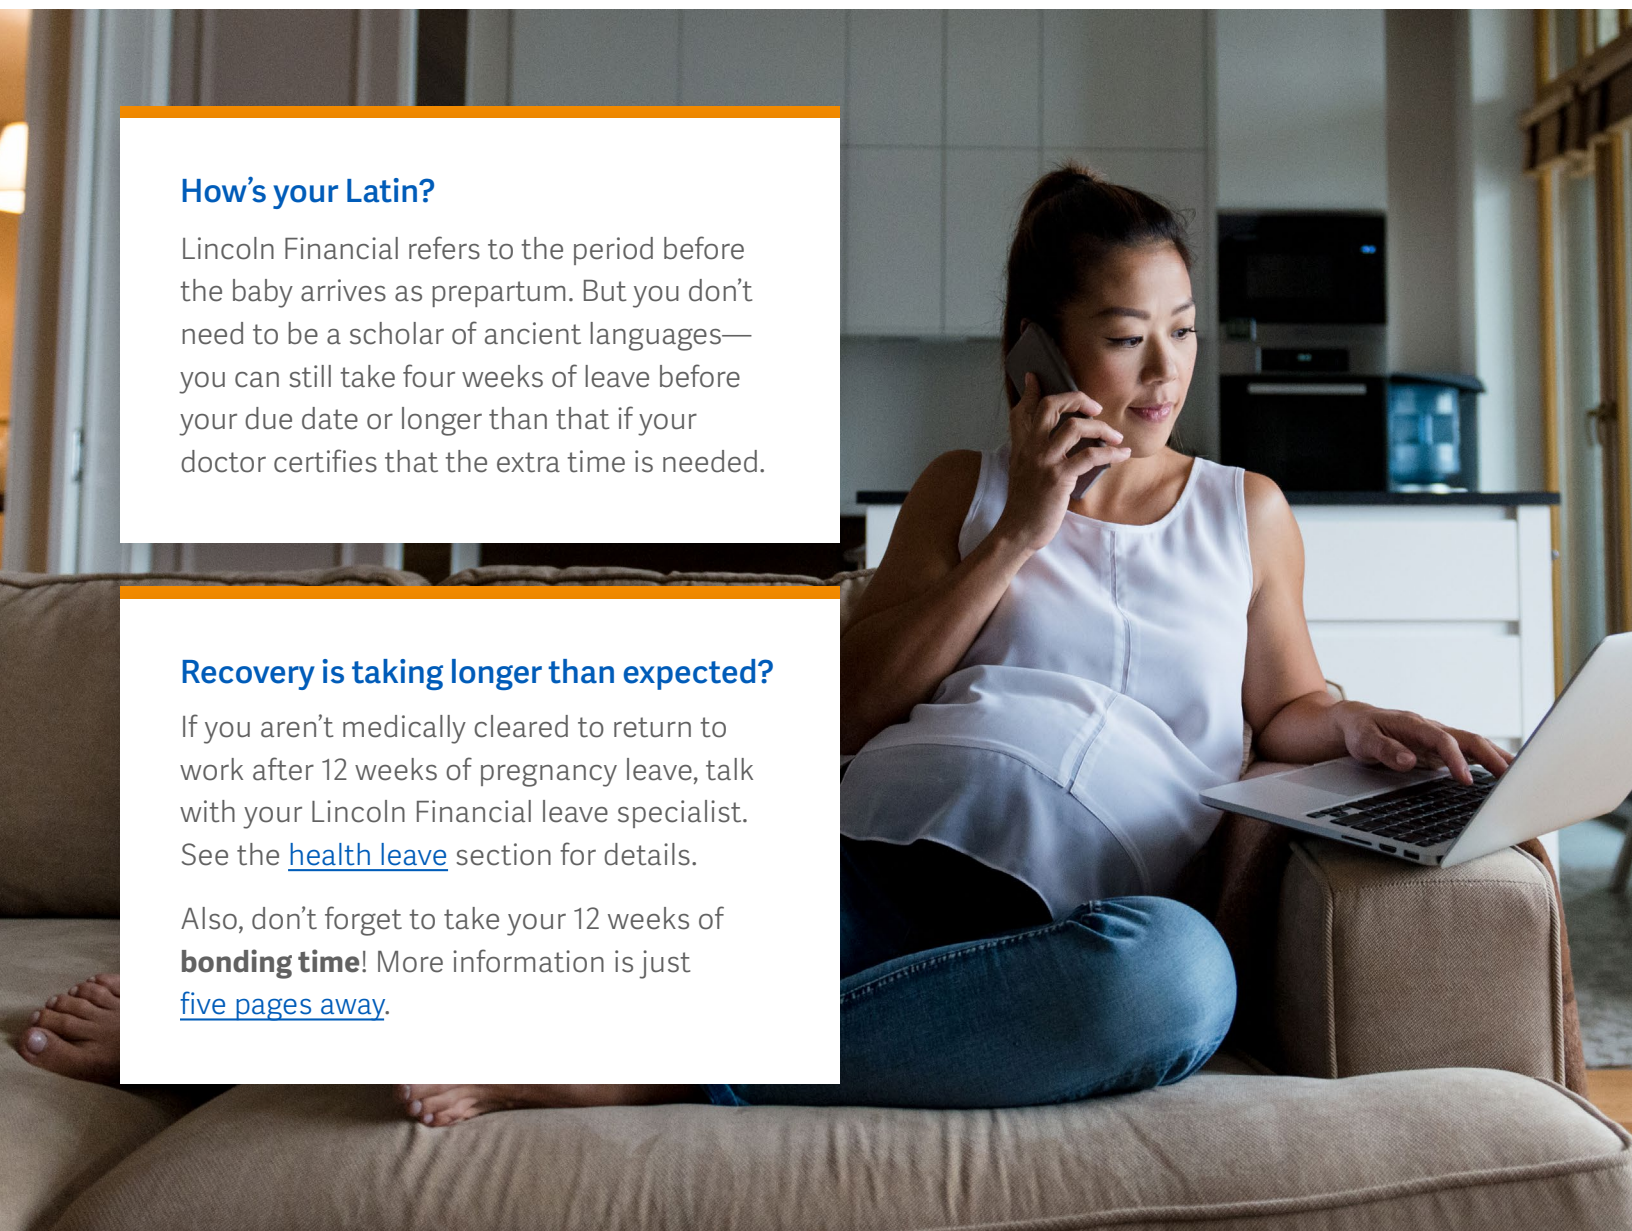 How’s your Latin?
Lincoln Financial refers to the period before
the baby arrives as prepartum. But you don’t
need to be a scholar of ancient languages—
you can still take four weeks of leave before
your due date or longer than that if your
doctor certifies that the extra time is needed.
Recovery is taking longer than expected?
If you aren’t medically cleared to return to
work after 12 weeks of pregnancy leave, talk
with your Lincoln Financial leave specialist.
See the health leave section for details.
Also, don’t forget to take your 12 weeks of
bonding time! More information is just
five pages away.